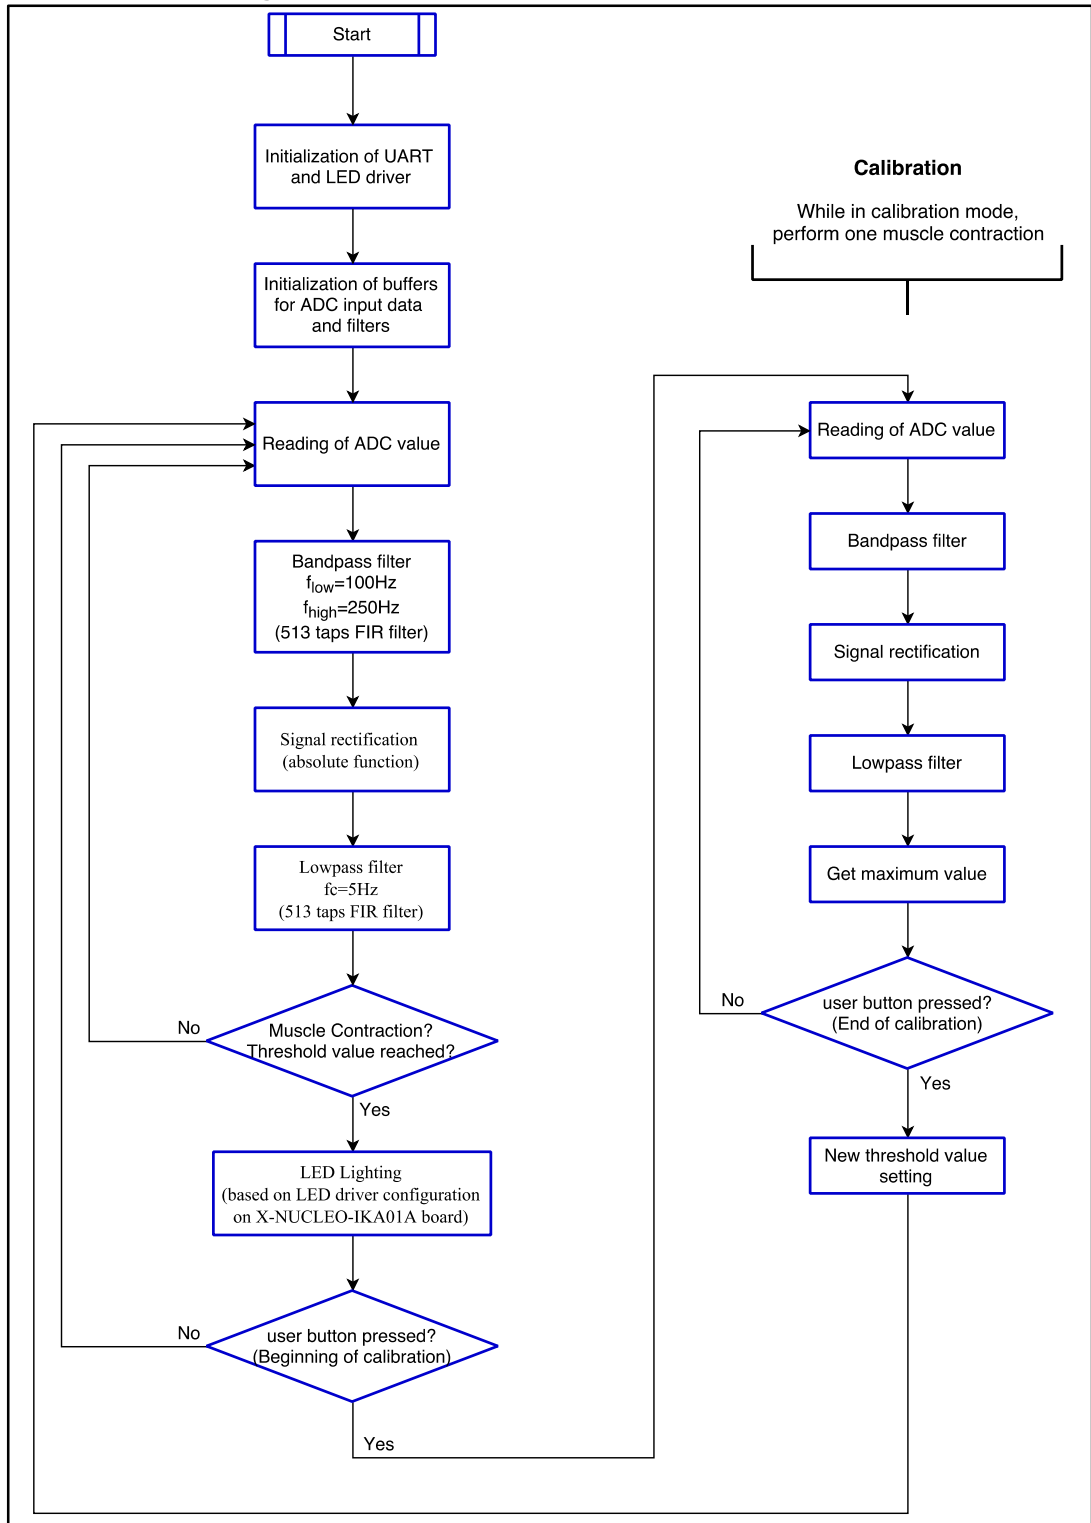 Start
Initialization of UART
and LED driver
Initialization of buffers
for ADC input data
and filters
Reading of ADC value
Bandpass filter
flow=100Hz
fhigh=250Hz
(513 taps FIR filter)
Signal rectification
(absolute function)
Lowpass filter
fc=5Hz
(513 taps FIR filter)
No
Muscle Contraction?
Threshold value reached?
Yes
LED Lighting
(based on LED driver configuration
on X-NUCLEO-IKA01A board)
No
user button pressed?
(Beginning of calibration)
Yes
Calibration
While in calibration mode,
perform one muscle contraction
Reading of ADC value
Bandpass filter
Signal rectification
Lowpass filter
Get maximum value
No
user button pressed?
(End of calibration)
Yes
New threshold value
setting